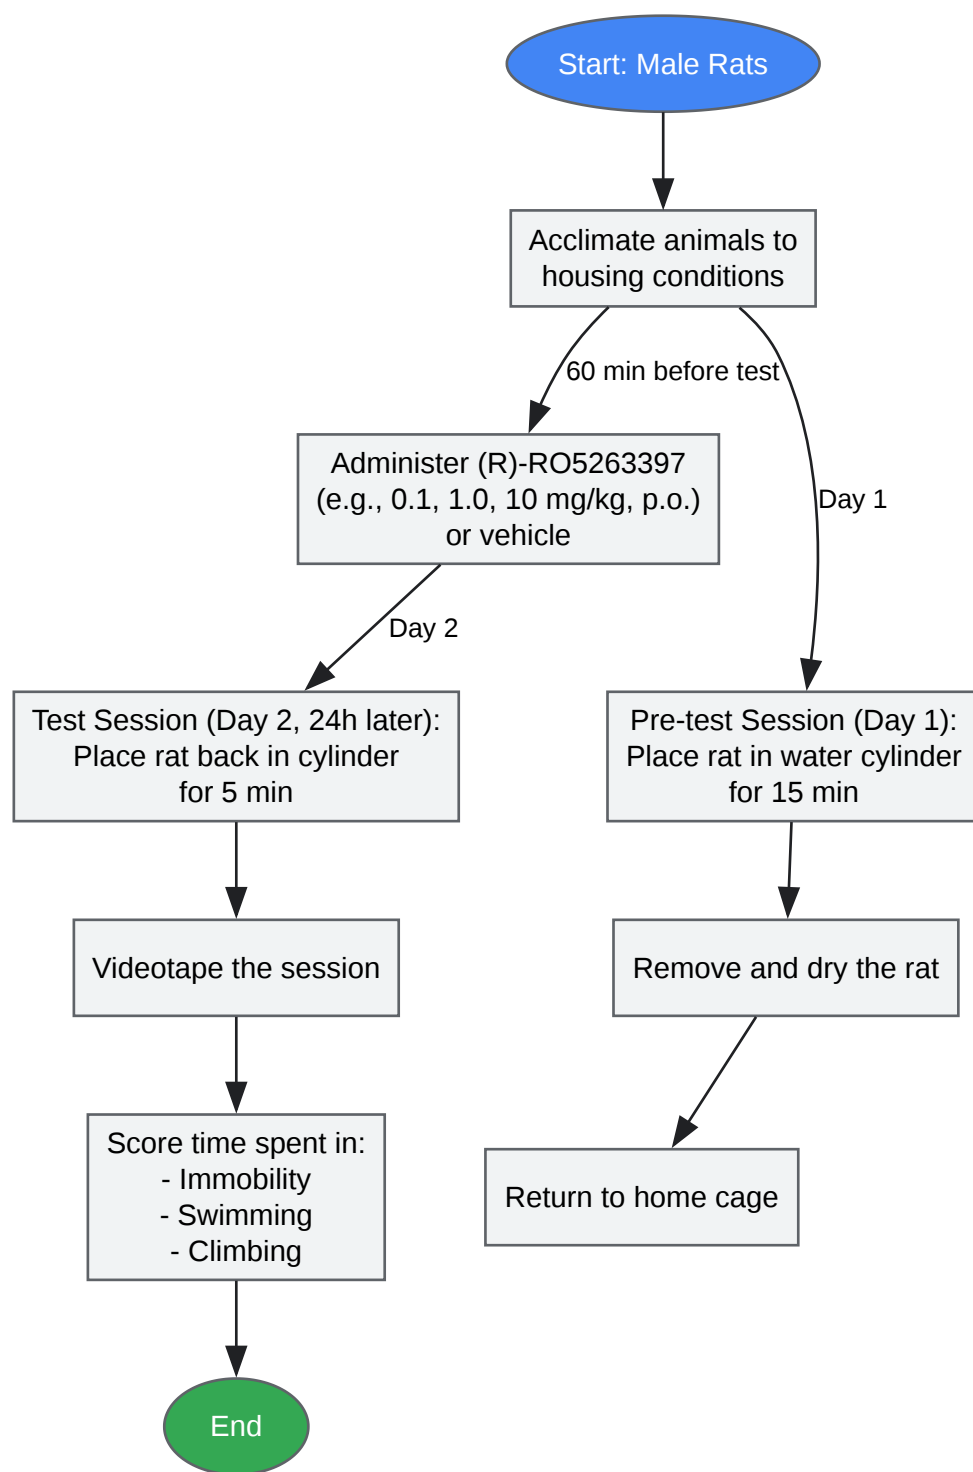 Start: Male Rats
Acclimate animals to
housing conditions
60 min before test
Administer (R)-RO5263397
(e.g., 0.1, 1.0, 10 mg/kg, p.o.)
or vehicle
Day 1
Day 2
Test Session (Day 2, 24h later):
Place rat back in cylinder
for 5 min
Pre-test Session (Day 1):
Place rat in water cylinder
for 15 min
Videotape the session
Remove and dry the rat
Score time spent in:
- Immobility
- Swimming
- Climbing
Return to home cage
End